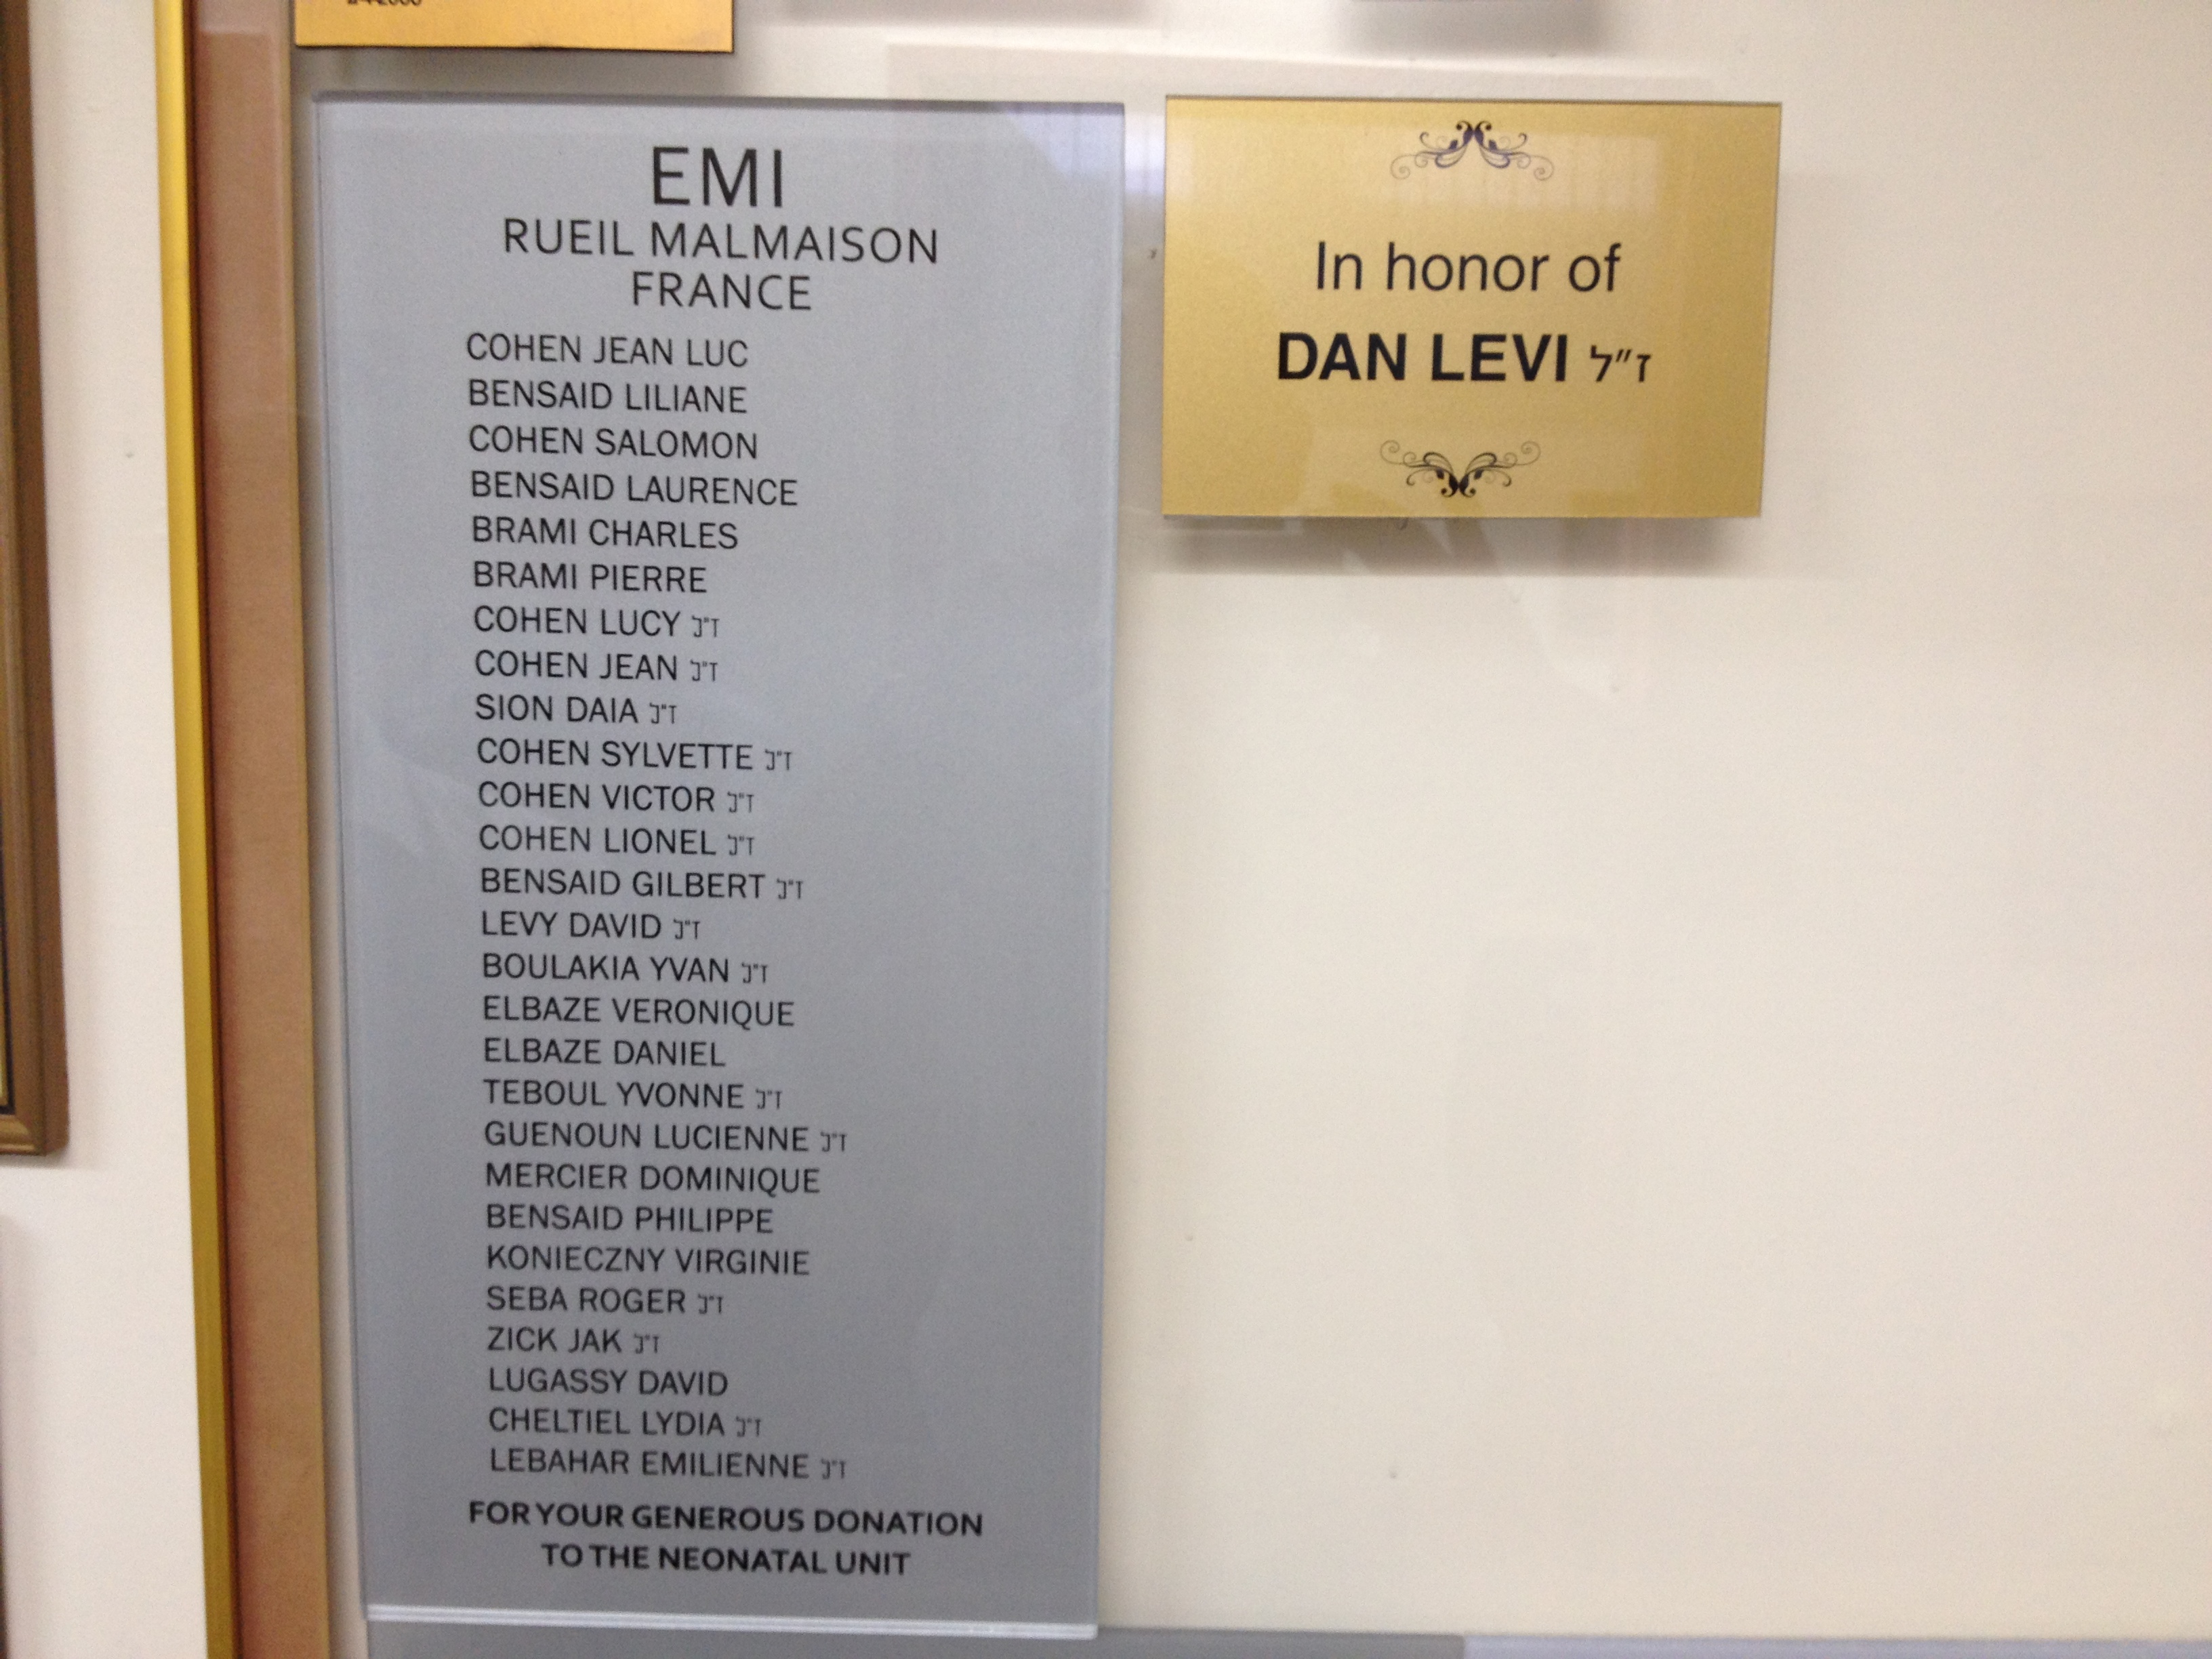 EMI
RUEIL MALMAISON
FRANCE
COHEN JEAN LUC
BENSAID LILIANE
COHEN SALOMON
BENSAID LAURENCE
BRAMI CHARLES
BRAMI PIERRE
COHEN LUCY ז"ל
COHEN JEAN ז"ל
SION DAIA ז"ל
COHEN SYLVETTE ז"ל
COHEN VICTOR ז"ל
COHEN LIONEL ז"ל
BENSAID GILBERT ז"ל
LEVY DAVID ז"ל
BOULAKIA YVAN ז"ל
ELBAZE VERONIQUE
ELBAZE DANIEL
TEBOUL YVONNE ז"ל
GUENOUN LUCIENNE ז"ל
MERCIER DOMINIQUE
BENSAID PHILIPPE
KONIECZNY VIRGINIE
SEBA ROGER ז"ל
ZICK JAK ז"ל
LUGASSY DAVID
CHELTIEL LYDIA ז"ל
LEBAHAR EMILIENNE ז"ל
FOR YOUR GENEROUS DONATION
TO THE NEONATAL UNIT
In honor of
DAN LEVI ז"ל